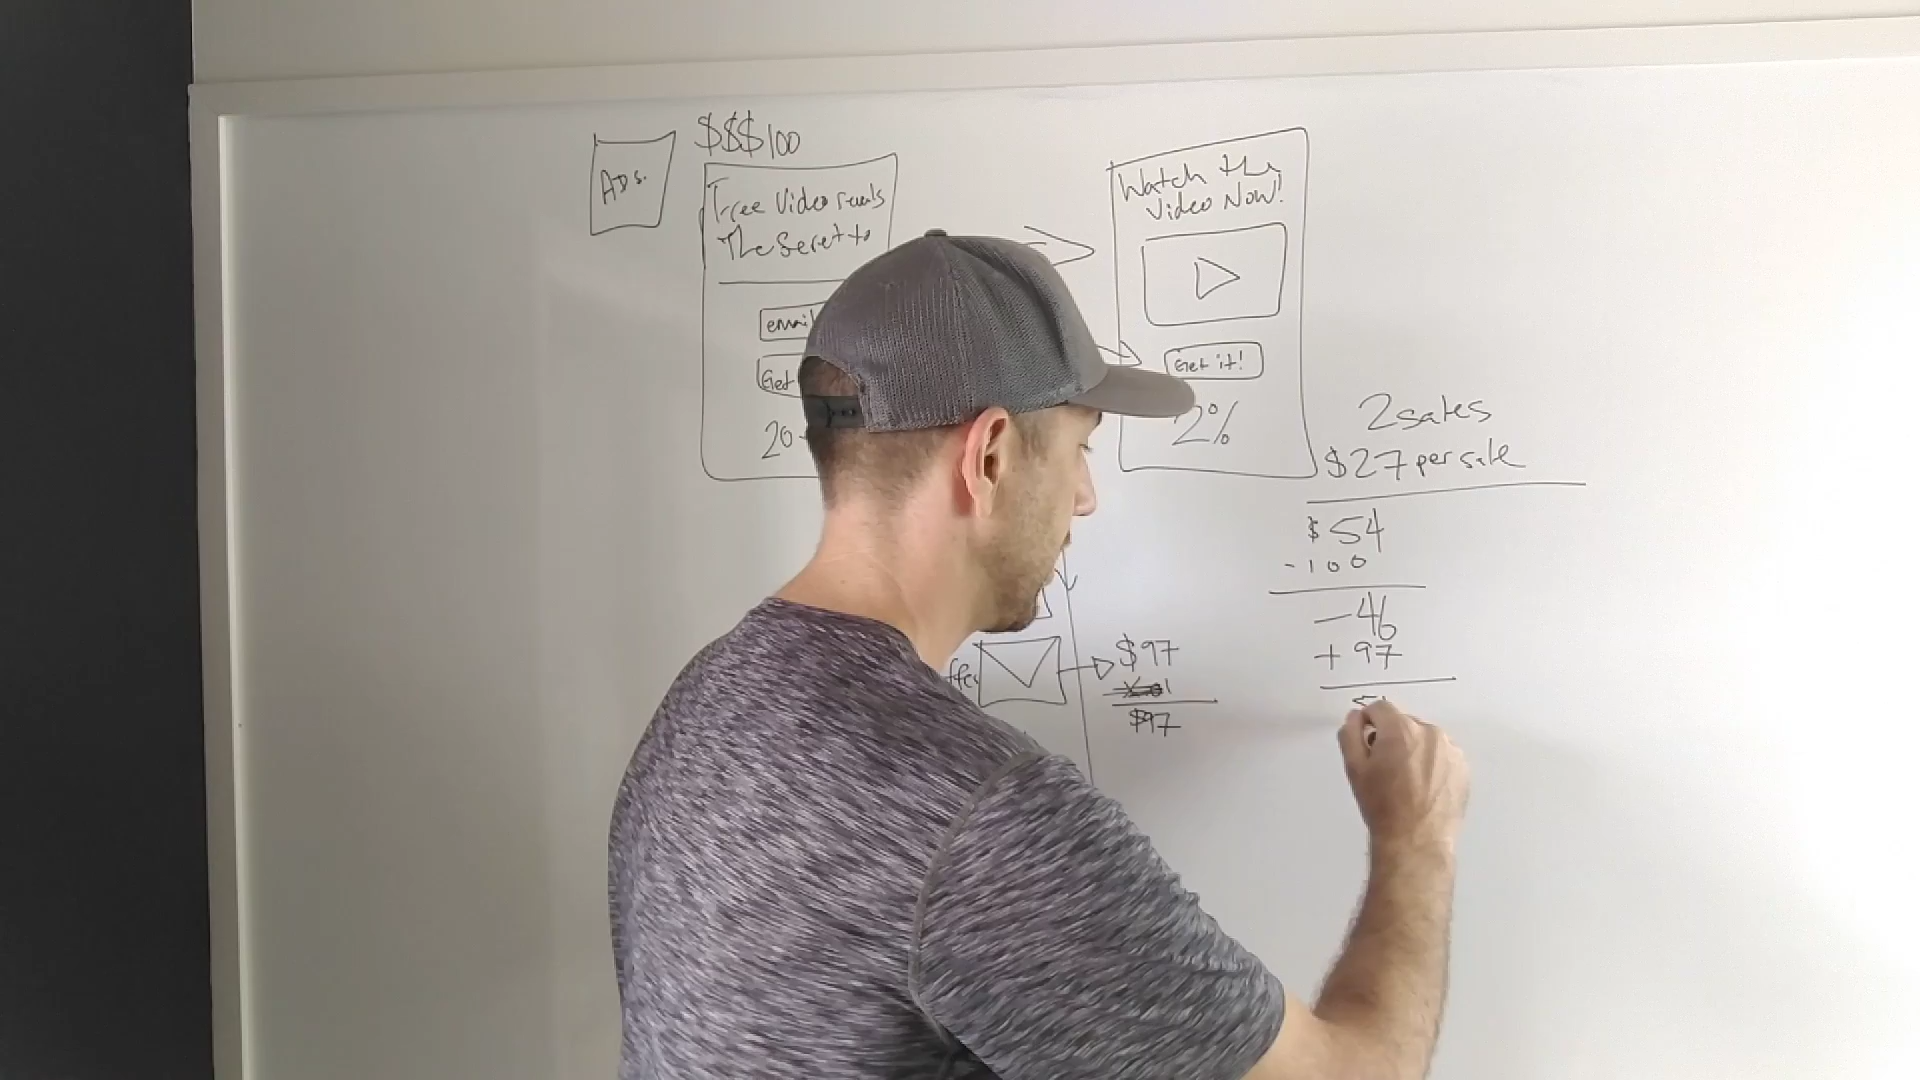 ADS.
$$$100
Free Video reveals
The Secret to
email
Get
20-
Watch the
Video Now!
Get it!
2%
2 sales
$27 per sale
$54
-100
-46
+ 97
ffer
$97
$97